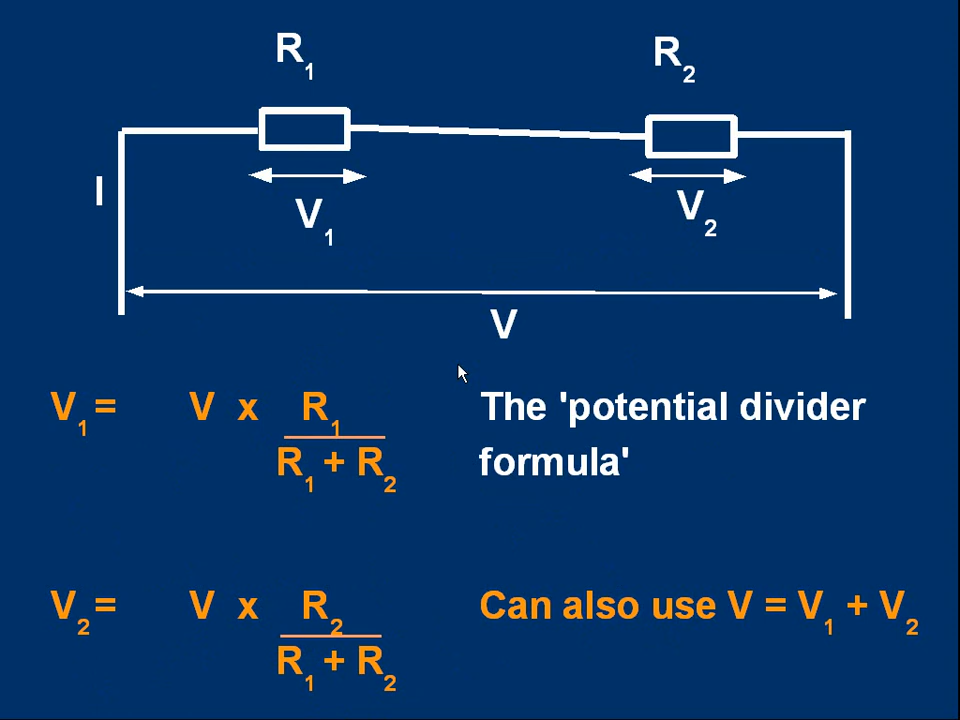 R1 R2
I
V1 V2
V
V1 = V x R1 The 'potential divider
R1 + R2 formula'
V2 = V x R2 Can also use V = V1 + V2
R1 + R2